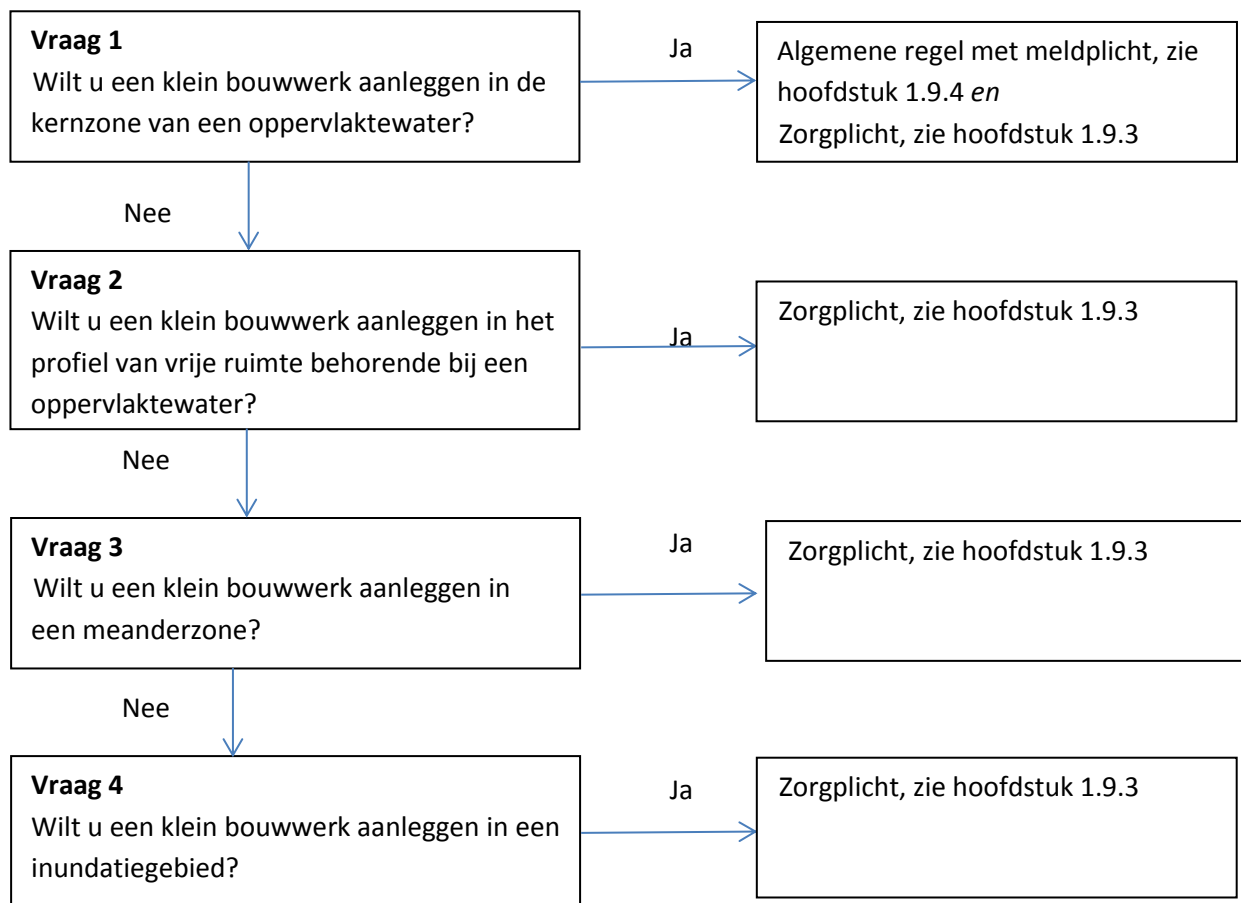 Vraag 1
Wilt u een klein bouwwerk aanleggen in de
kernzone van een oppervlaktewater?
Ja
Algemene regel met meldplicht, zie
hoofdstuk 1.9.4 en
Zorgplicht, zie hoofdstuk 1.9.3
Nee
Vraag 2
Wilt u een klein bouwwerk aanleggen in het
profiel van vrije ruimte behorende bij een
oppervlaktewater?
Ja
Zorgplicht, zie hoofdstuk 1.9.3
Nee
Vraag 3
Wilt u een klein bouwwerk aanleggen in
een meanderzone?
Ja
Zorgplicht, zie hoofdstuk 1.9.3
Nee
Vraag 4
Wilt u een klein bouwwerk aanleggen in een
inundatiegebied?
Ja
Zorgplicht, zie hoofdstuk 1.9.3